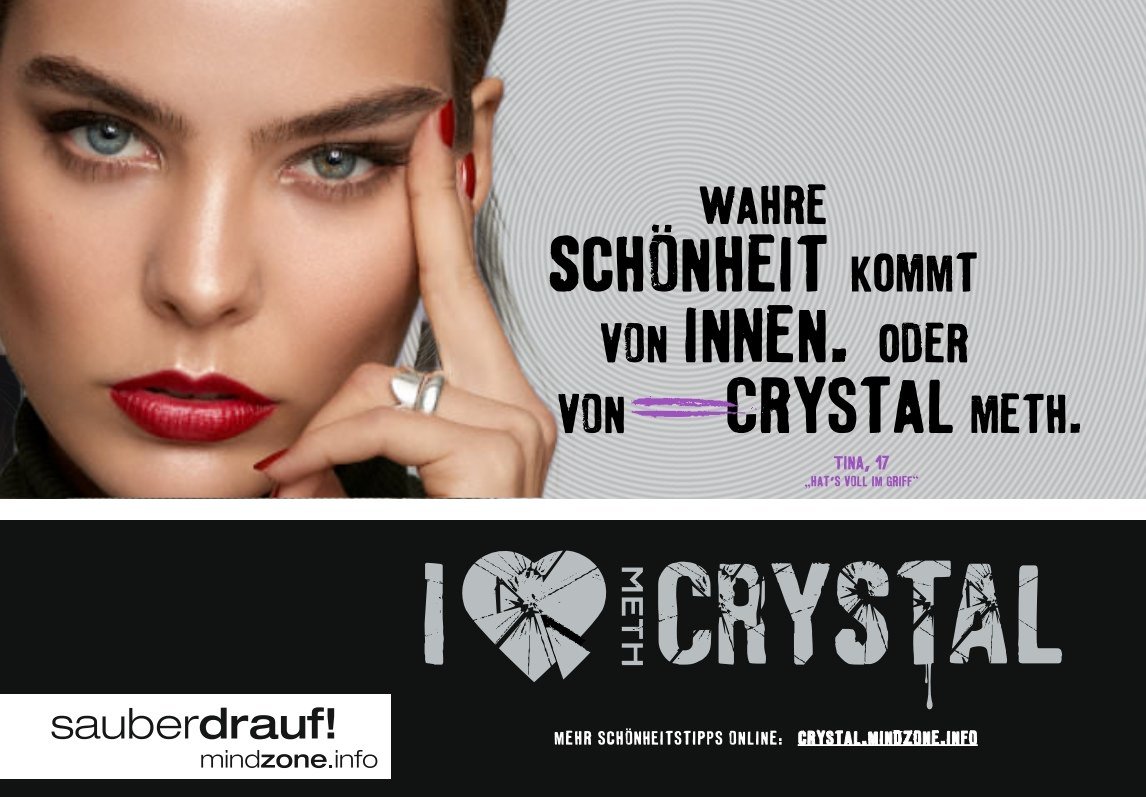 WAHRE
SCHÖNHEIT KOMMT
VON INNEN. ODER
VON CRYSTAL METH.
TINA, 17
„HAT'S VOLL IM GRIFF"
I METH CRYSTAL
MEHR SCHÖNHEITSTIPPS ONLINE: CRYSTAL.MINDZONE.INFO
sauberdrauf!
mindzone.info